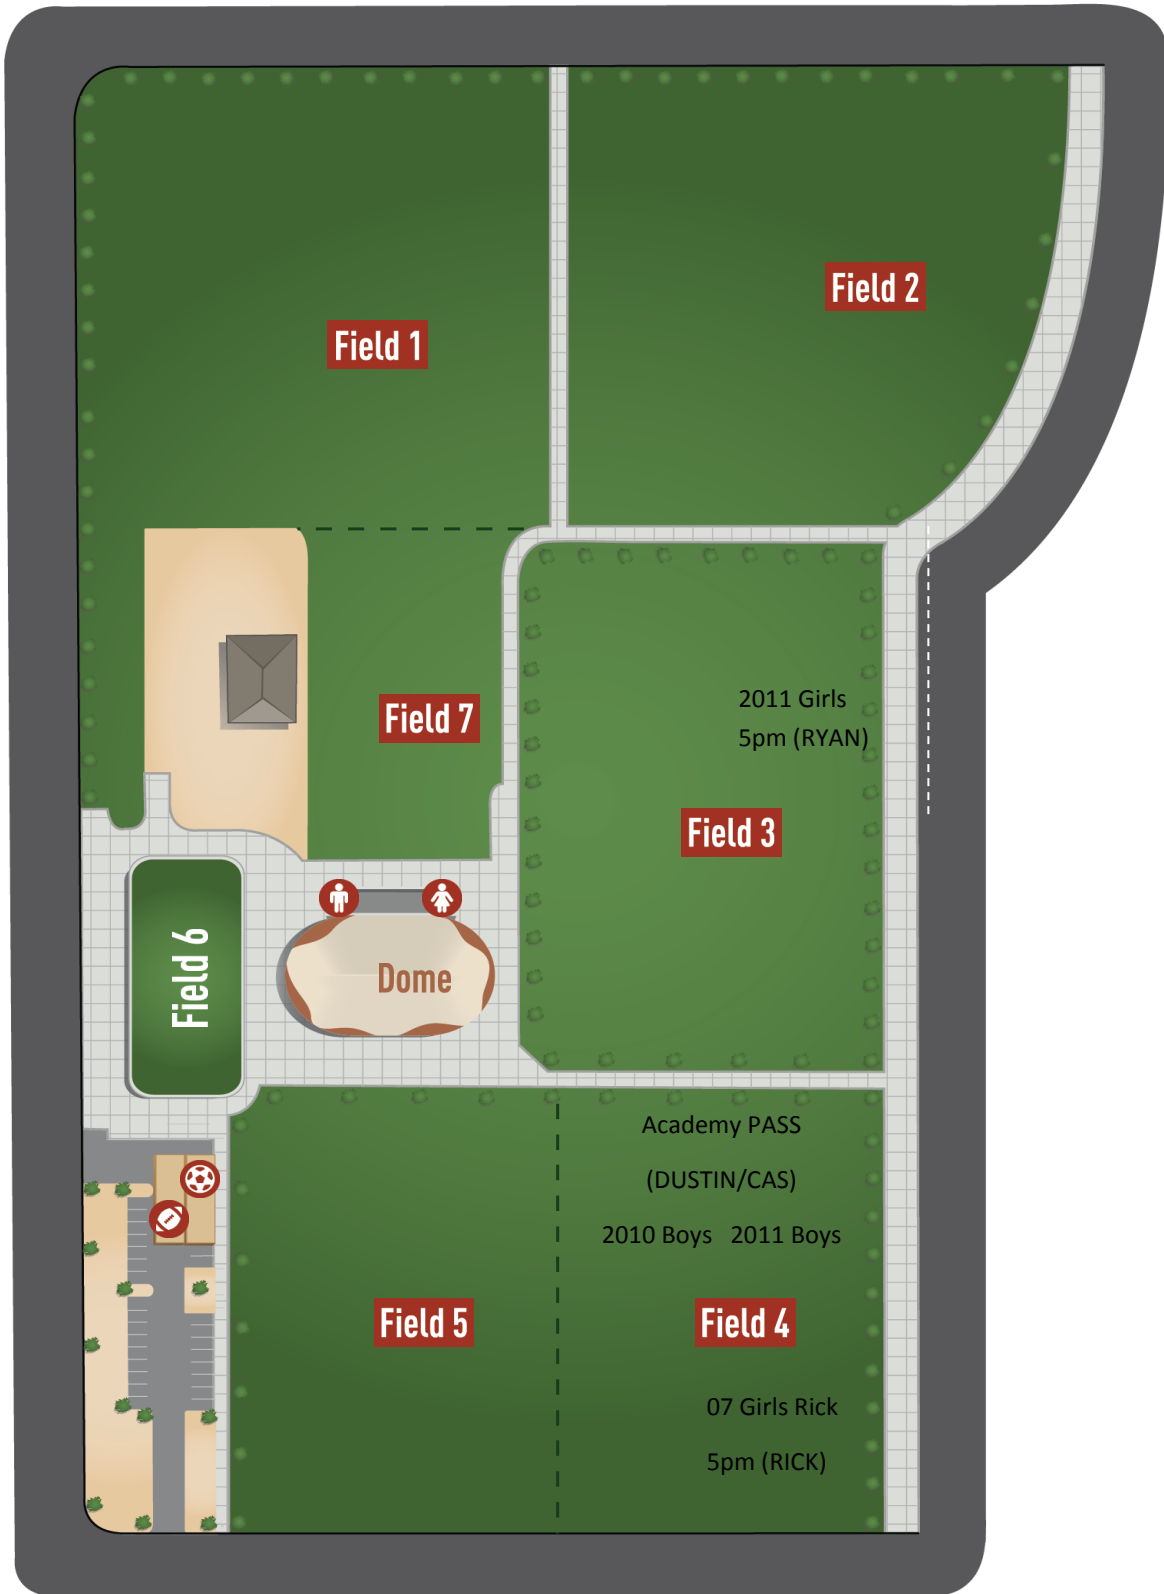 Field 2
Field 1
2011 Girls
5pm (RYAN)
Field 7
Field 3
Field 6
Dome
Academy PASS
(DUSTIN/CAS)
2010 Boys 2011 Boys
Field 5
Field 4
07 Girls Rick
5pm (RICK)